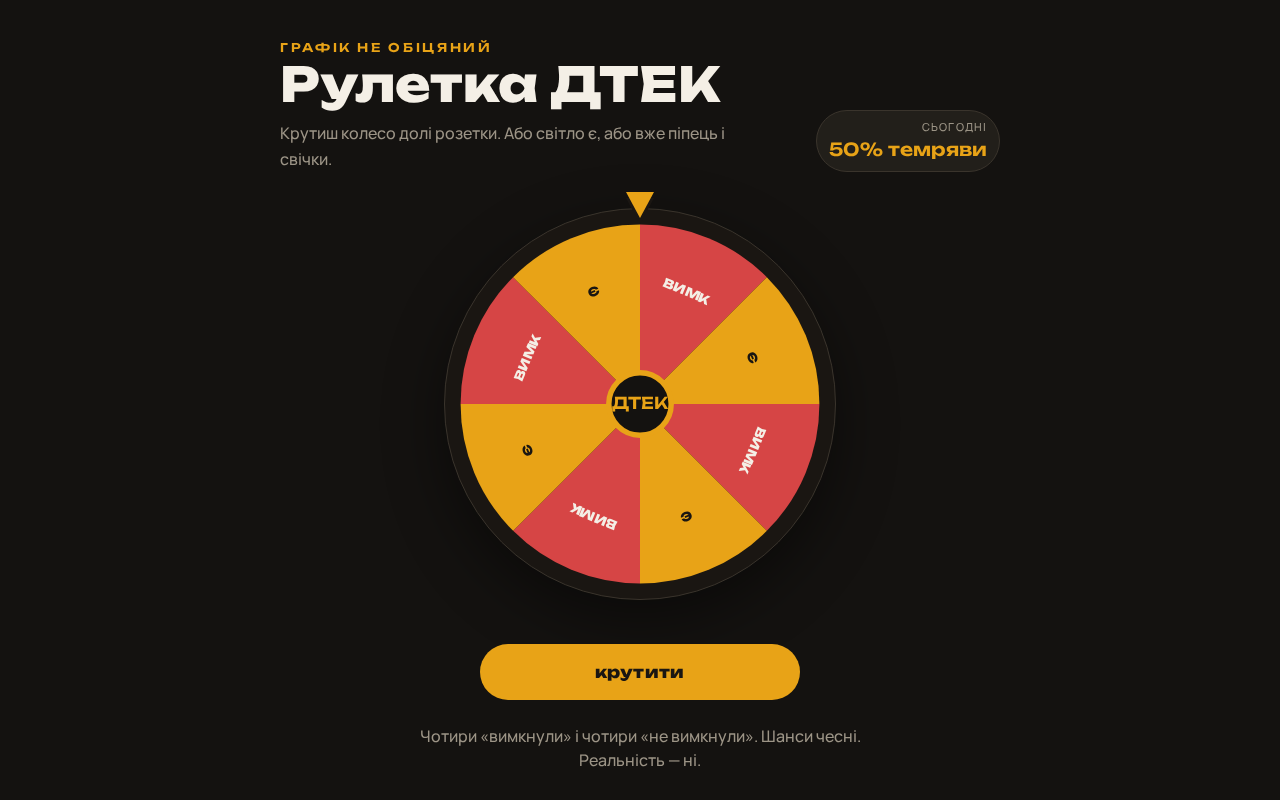 ГРАФІК НЕ ОБІЦЯНИЙ
Рулетка ДТЕК
Крутиш колесо долі розетки. Або світло є, або вже піпець і
свічки.
СЬОГОДНІ
50% темряви
є
ВИМК
ВИМК
є
ДТЕК
є
ВИМК
ВИМК
є
крутити
Чотири «вимкнули» і чотири «не вимкнули». Шанси чесні.
Реальність — ні.